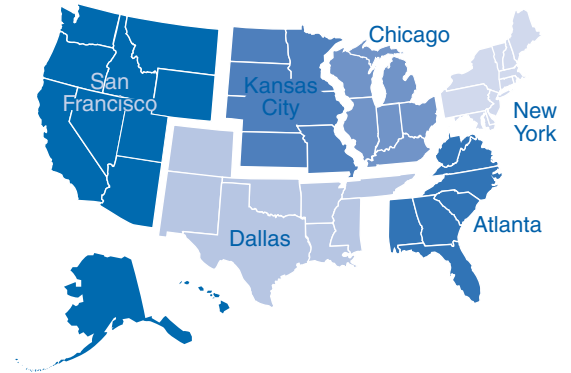 Chicago
San
Francisco
Kansas
City
New
York
Atlanta
Dallas